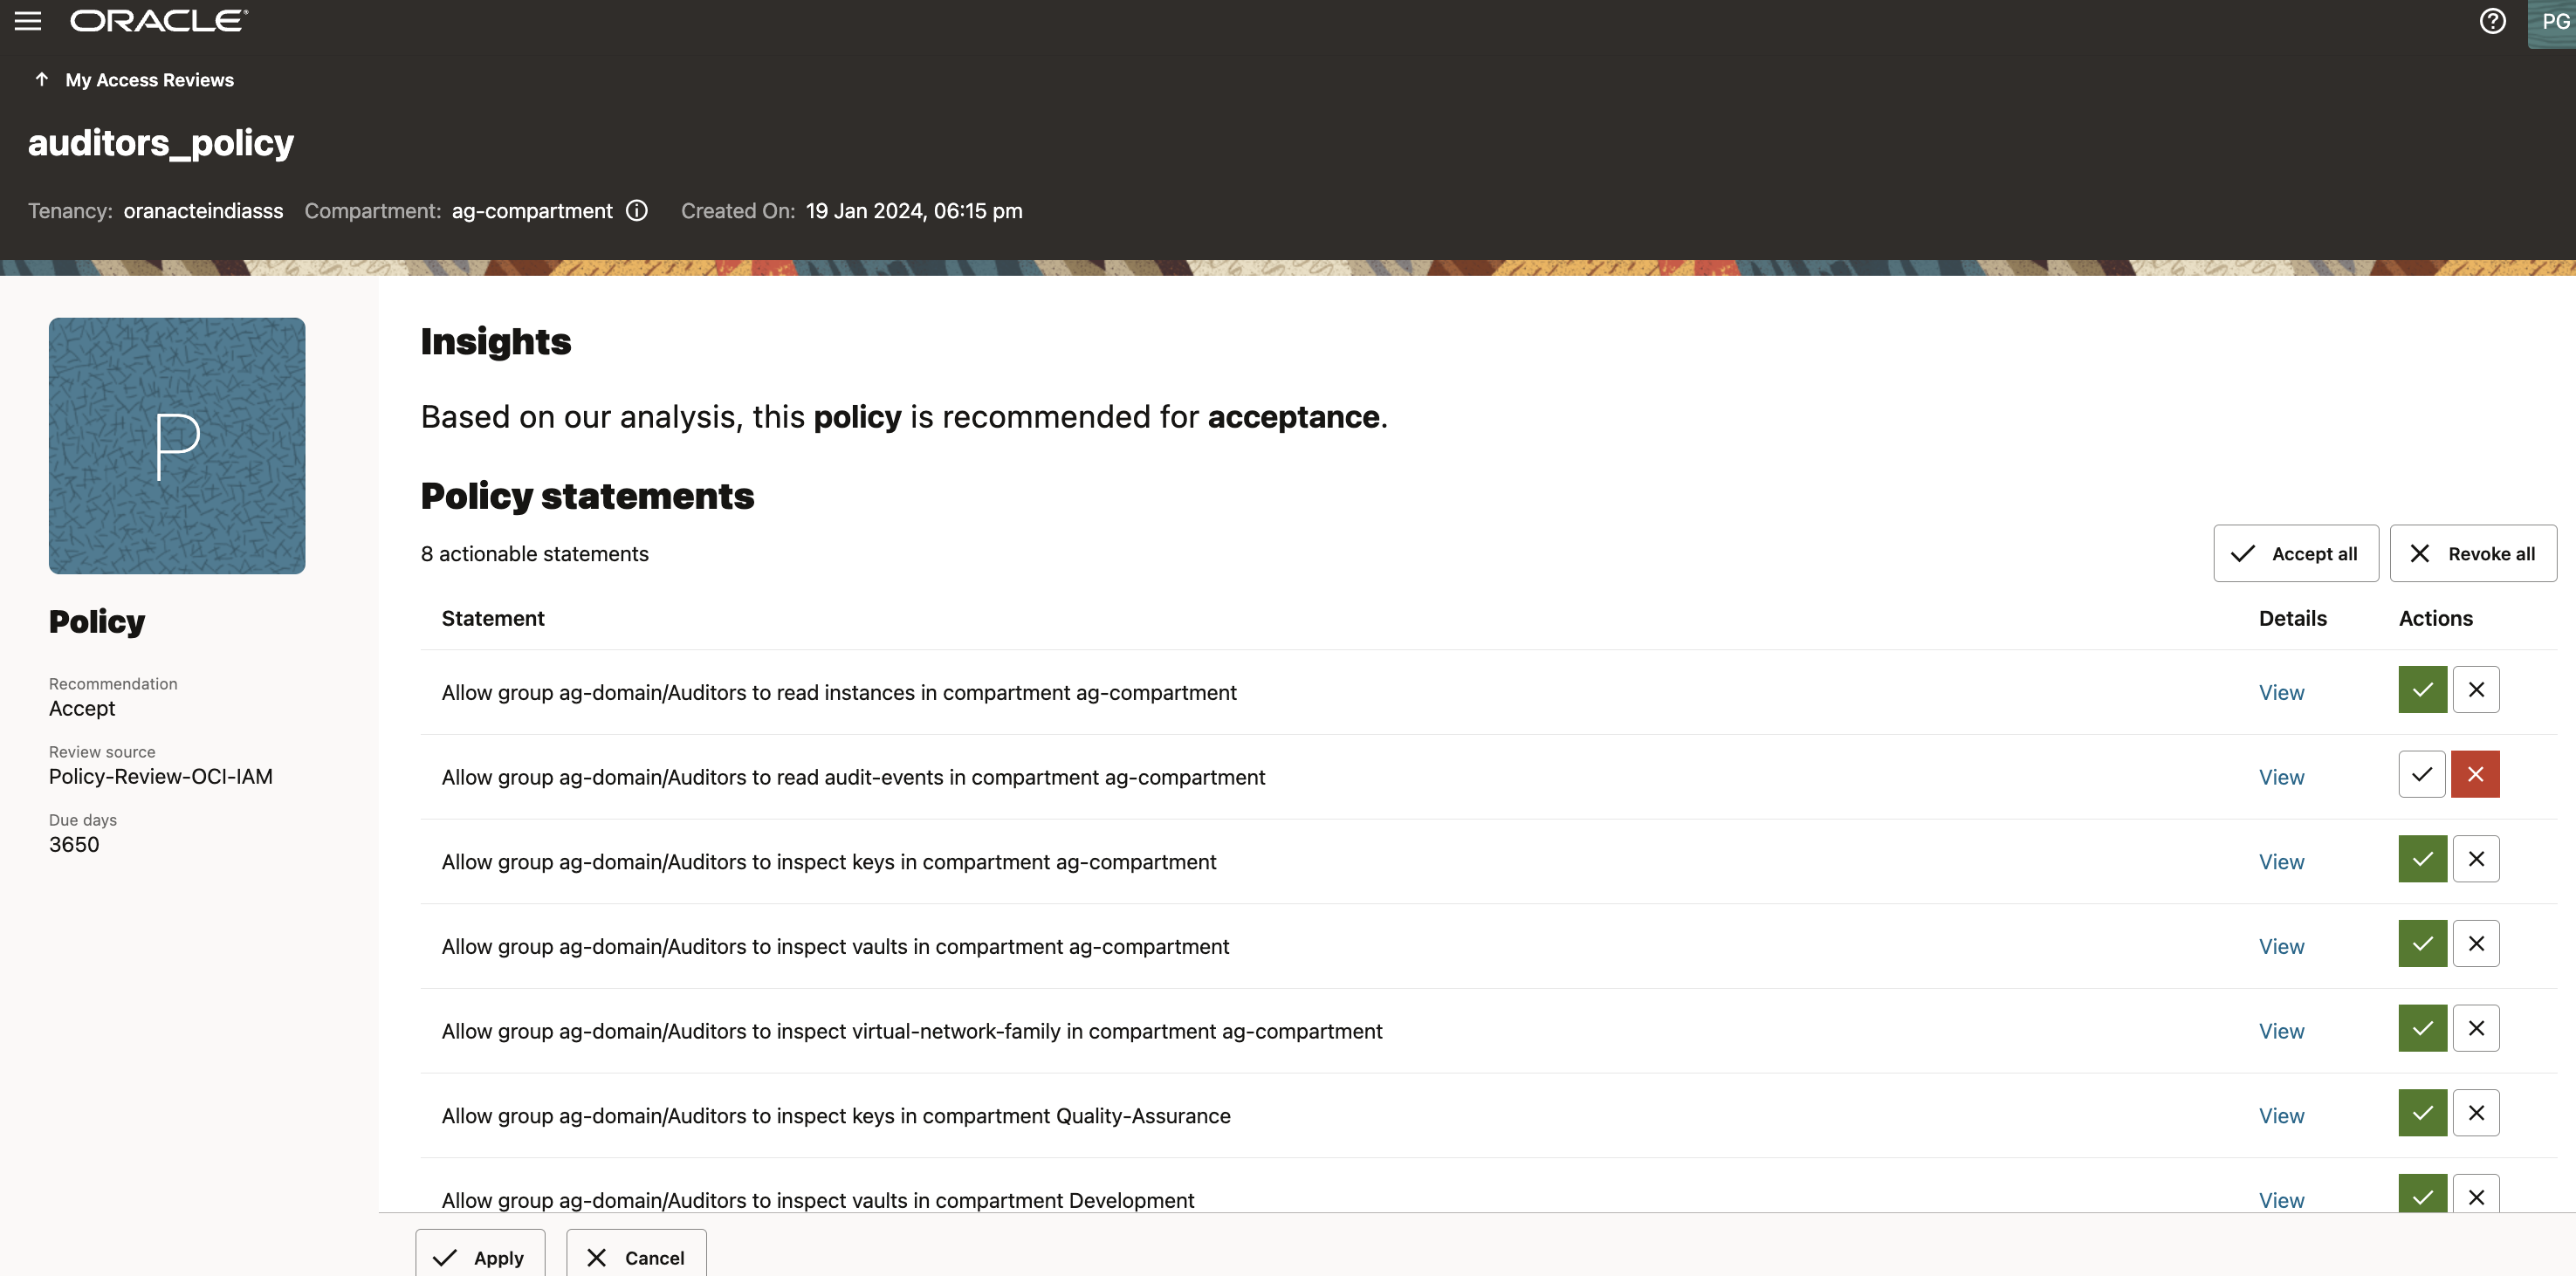 ORACLE
PG
My Access Reviews
auditors_policy
Tenancy: oranacteindiasss Compartment: ag-compartment Created On: 19 Jan 2024, 06:15 pm
P
Policy
Recommendation
Accept
Review source
Policy-Review-OCI-IAM
Due days
3650
Insights
Based on our analysis, this policy is recommended for acceptance.
Policy statements
8 actionable statements
Accept all Revoke all
Statement Details Actions
Allow group ag-domain/Auditors to read instances in compartment ag-compartment View
Allow group ag-domain/Auditors to read audit-events in compartment ag-compartment View
Allow group ag-domain/Auditors to inspect keys in compartment ag-compartment View
Allow group ag-domain/Auditors to inspect vaults in compartment ag-compartment View
Allow group ag-domain/Auditors to inspect virtual-network-family in compartment ag-compartment View
Allow group ag-domain/Auditors to inspect keys in compartment Quality-Assurance View
Allow group ag-domain/Auditors to inspect vaults in compartment Development View
Apply Cancel